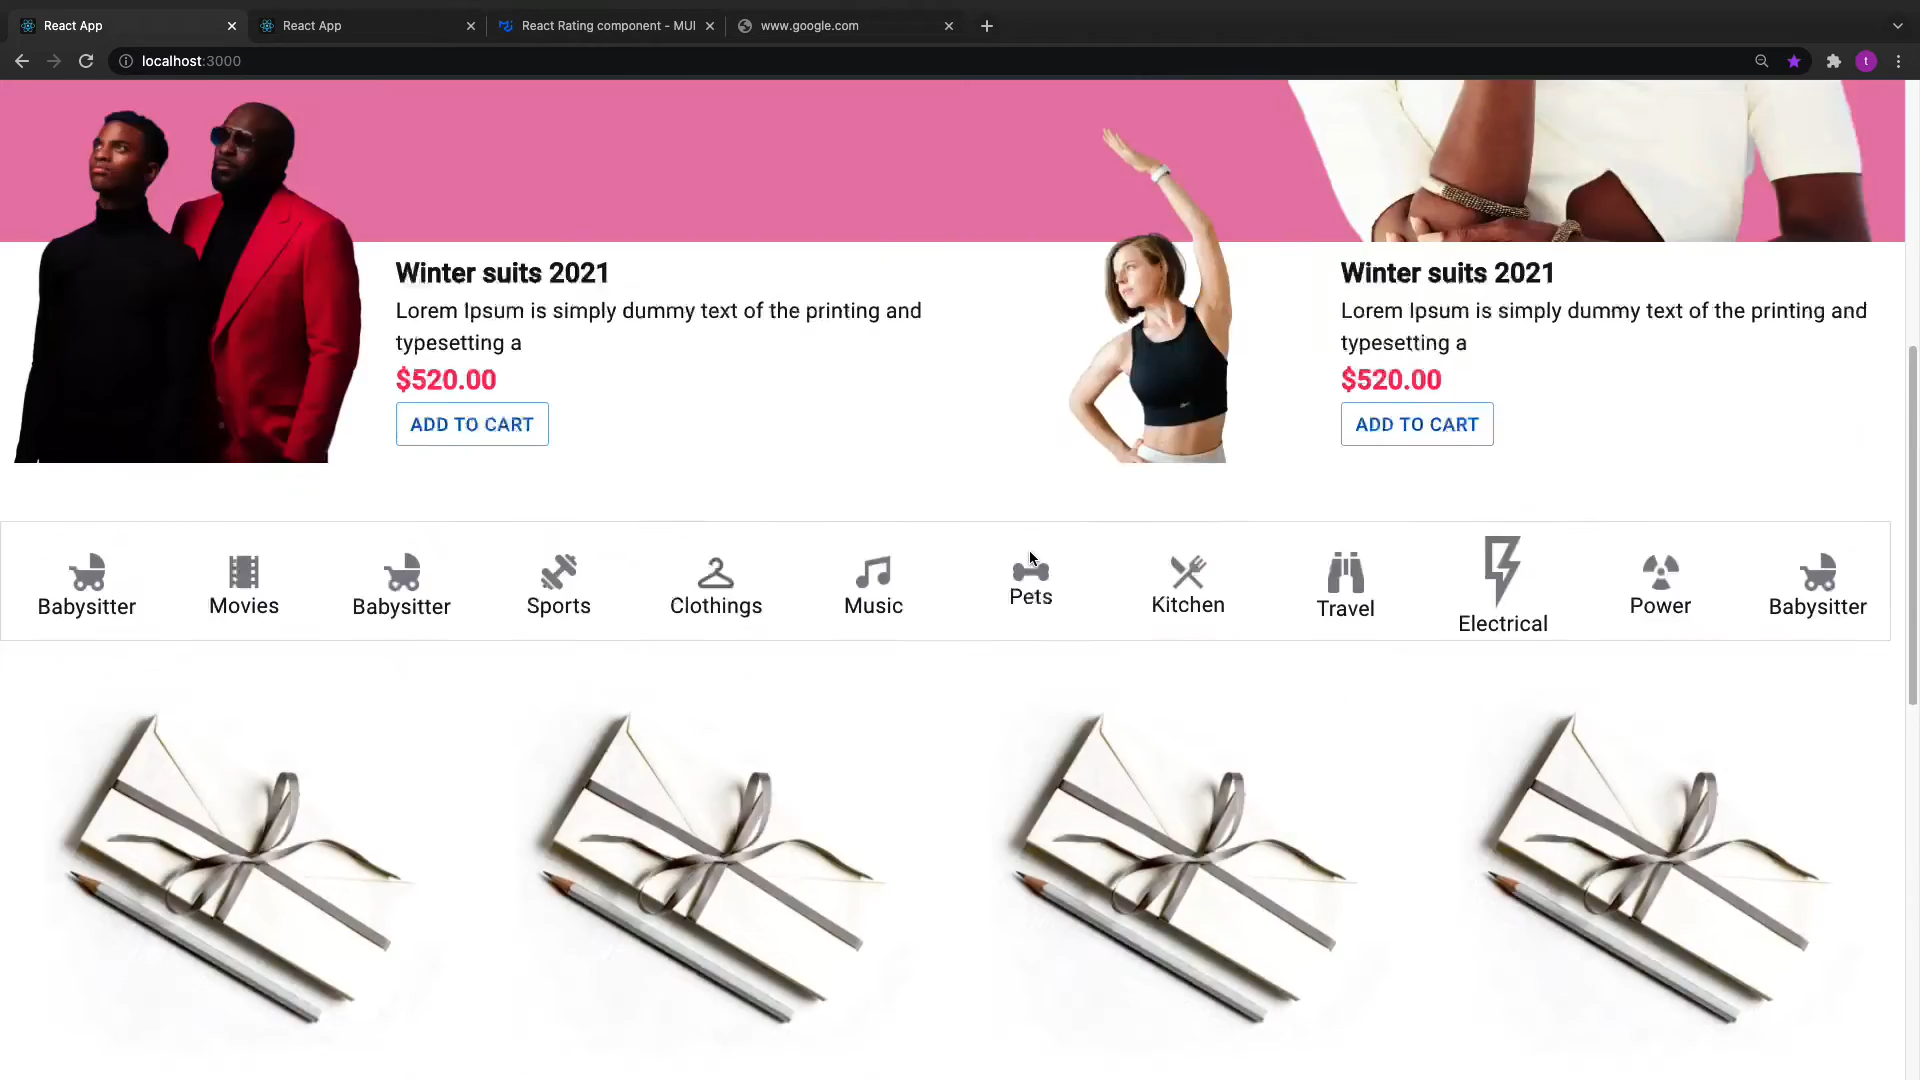 React App
React App
React Rating component - MUI
www.google.com
localhost:3000
t
Winter suits 2021
Lorem Ipsum is simply dummy text of the printing and
typesetting a
$520.00
ADD TO CART
Winter suits 2021
Lorem Ipsum is simply dummy text of the printing and
typesetting a
$520.00
ADD TO CART
Babysitter
Movies
Babysitter
Sports
Clothings
Music
Pets
Kitchen
Travel
Electrical
Power
Babysitter